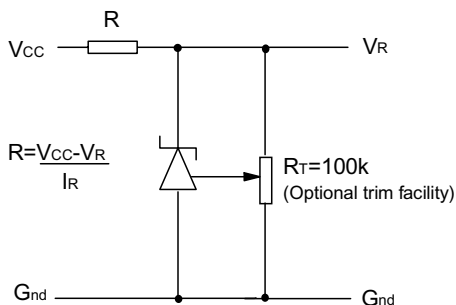 R
VCC
VR
R=VCC-VR
IR
RT=100k
(Optional trim facility)
Gnd
Gnd